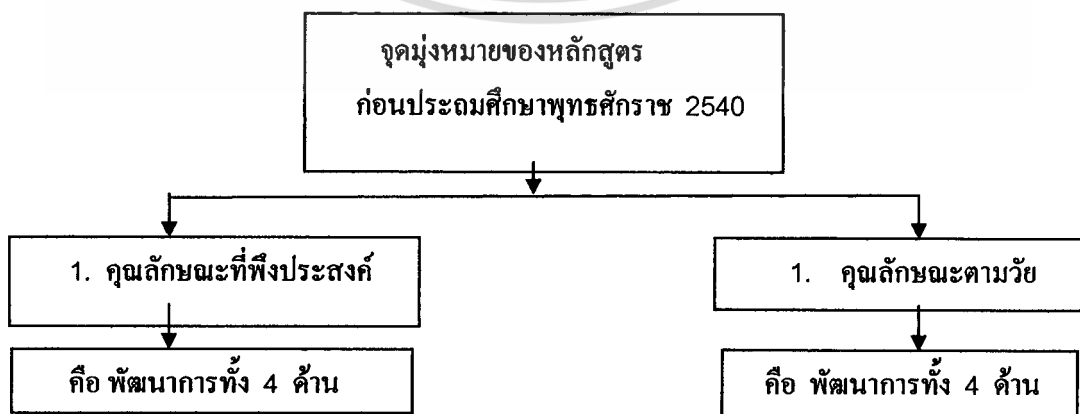 จุดมุ่งหมายของหลักสูตร
ก่อนประถมศึกษาพุทธศักราช 2540
1. คุณลักษณะที่พึงประสงค์
1. คุณลักษณะตามวัย
คือ พัฒนาการทั้ง 4 ด้าน
คือ พัฒนาการทั้ง 4 ด้าน